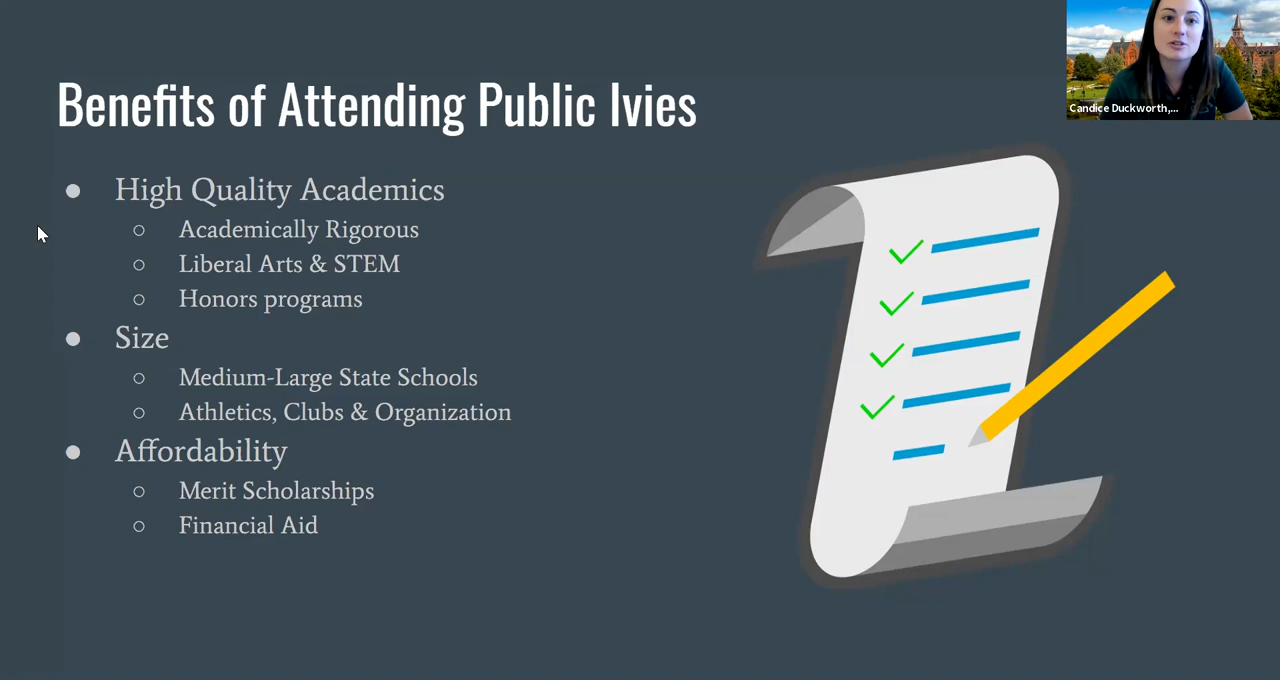 Benefits of Attending Public Ivies
Candice Duckworth,...
● High Quality Academics
○ Academically Rigorous
○ Liberal Arts & STEM
○ Honors programs
● Size
○ Medium-Large State Schools
○ Athletics, Clubs & Organization
● Affordability
○ Merit Scholarships
○ Financial Aid